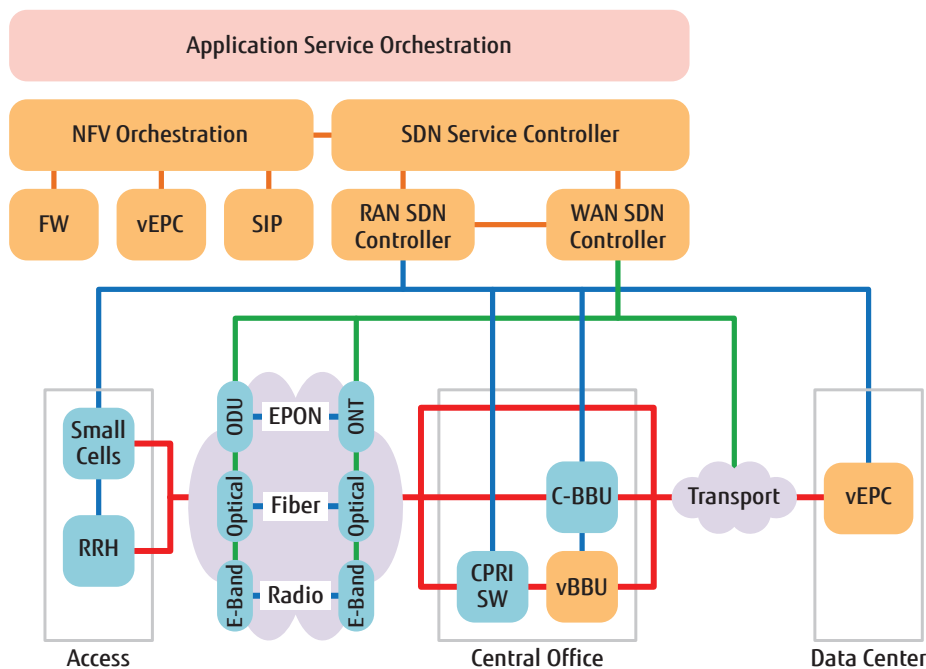 Application Service Orchestration
NFV Orchestration
SDN Service Controller
FW
vEPC
SIP
RAN SDN
Controller
WAN SDN
Controller
Small
Cells
RRH
Access
ODU
EPON
ONT
Optical
Fiber
Optical
E-Band
Radio
E-Band
C-BBU
CPRI
SW
vBBU
Central Office
Transport
vEPC
Data Center